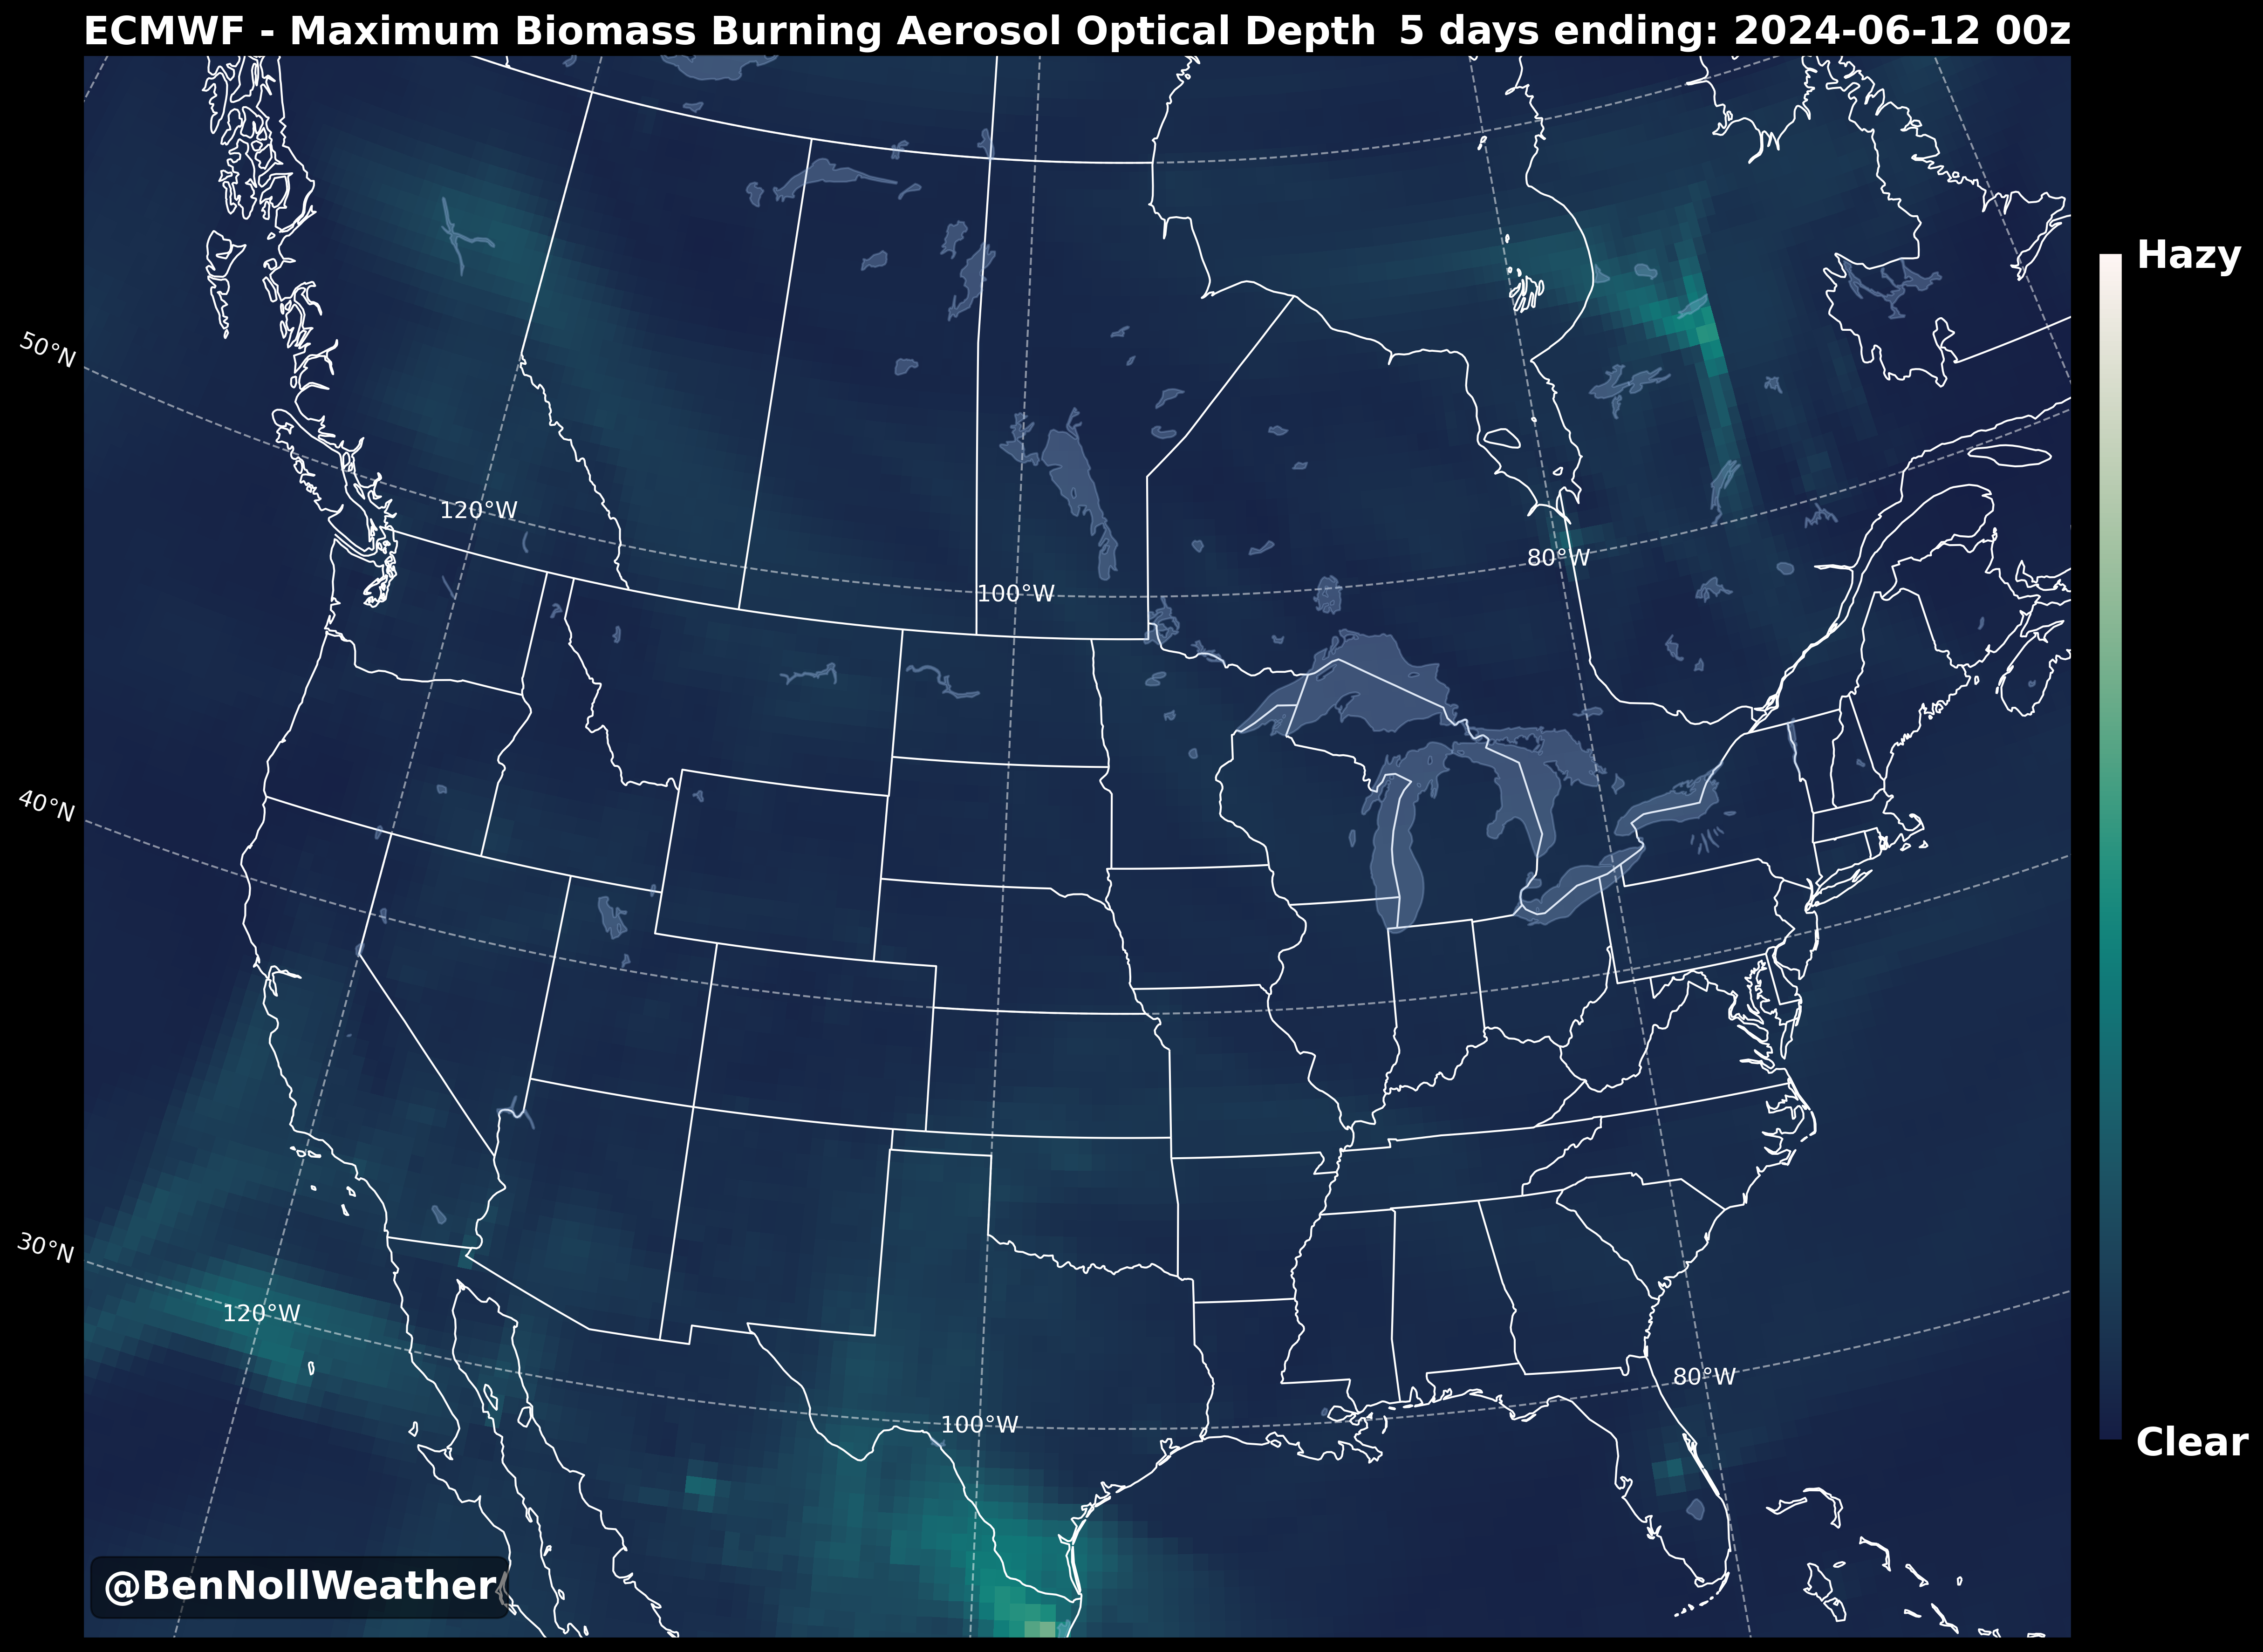 ECMWF - Maximum Biomass Burning Aerosol Optical Depth 5 days ending: 2024-06-12 00z
Hazy
50°N
120°W
80°W
100°W
40°N
30°N
120°W
80°W
100°W
Clear
@BenNollWeather